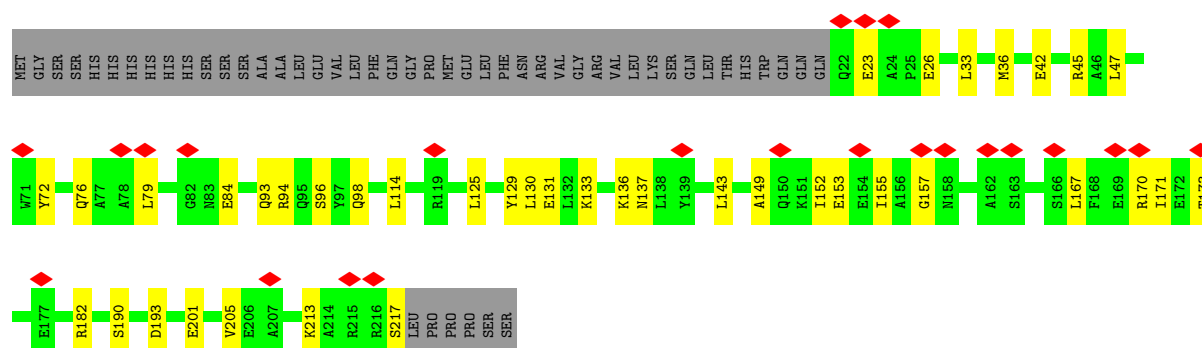 MET GLY SER SER HIS HIS HIS HIS HIS HIS SER SER SER ALA ALA LEU GLU VAL LEU PHE GLN GLY PRO MET GLU LEU PHE ASN ARG VAL GLY ARG VAL LEU LYS SER GLN LEU THR HIS TRP GLN GLN GLN Q22 E23 A24 P25 E26 L33 M36 E42 R45 A46 L47
W71 Y72 Q76 A77 A78 L79 G82 N83 E84 Q93 R94 Q95 S96 Y97 Q98 L114 R119 L125 Y129 L130 E131 L132 K133 K136 N137 L138 Y139 L143 A149 Q150 K151 I152 E153 E154 I155 A156 G157 N158 A162 S163 S166 L167 F168 E169 R170 I171 E172 T173
E177 R182 S190 D193 E201 V205 E206 A207 K213 A214 R215 R216 S217 LEU PRO PRO PRO SER SER